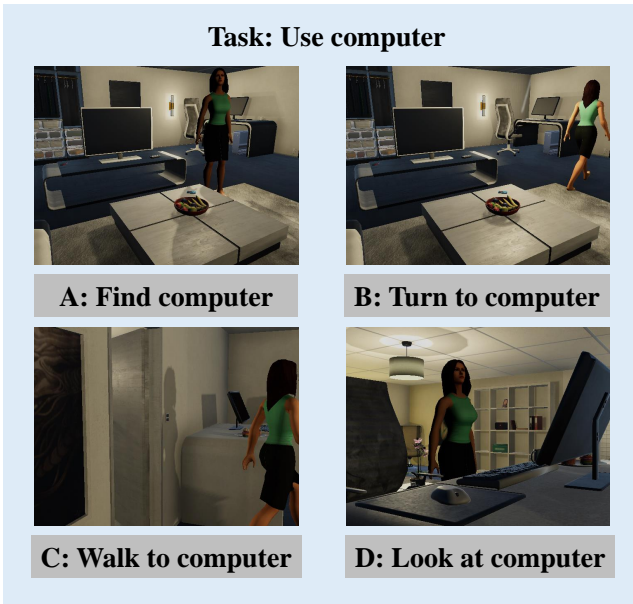 Task: Use computer
A: Find computer
B: Turn to computer
C: Walk to computer
D: Look at computer